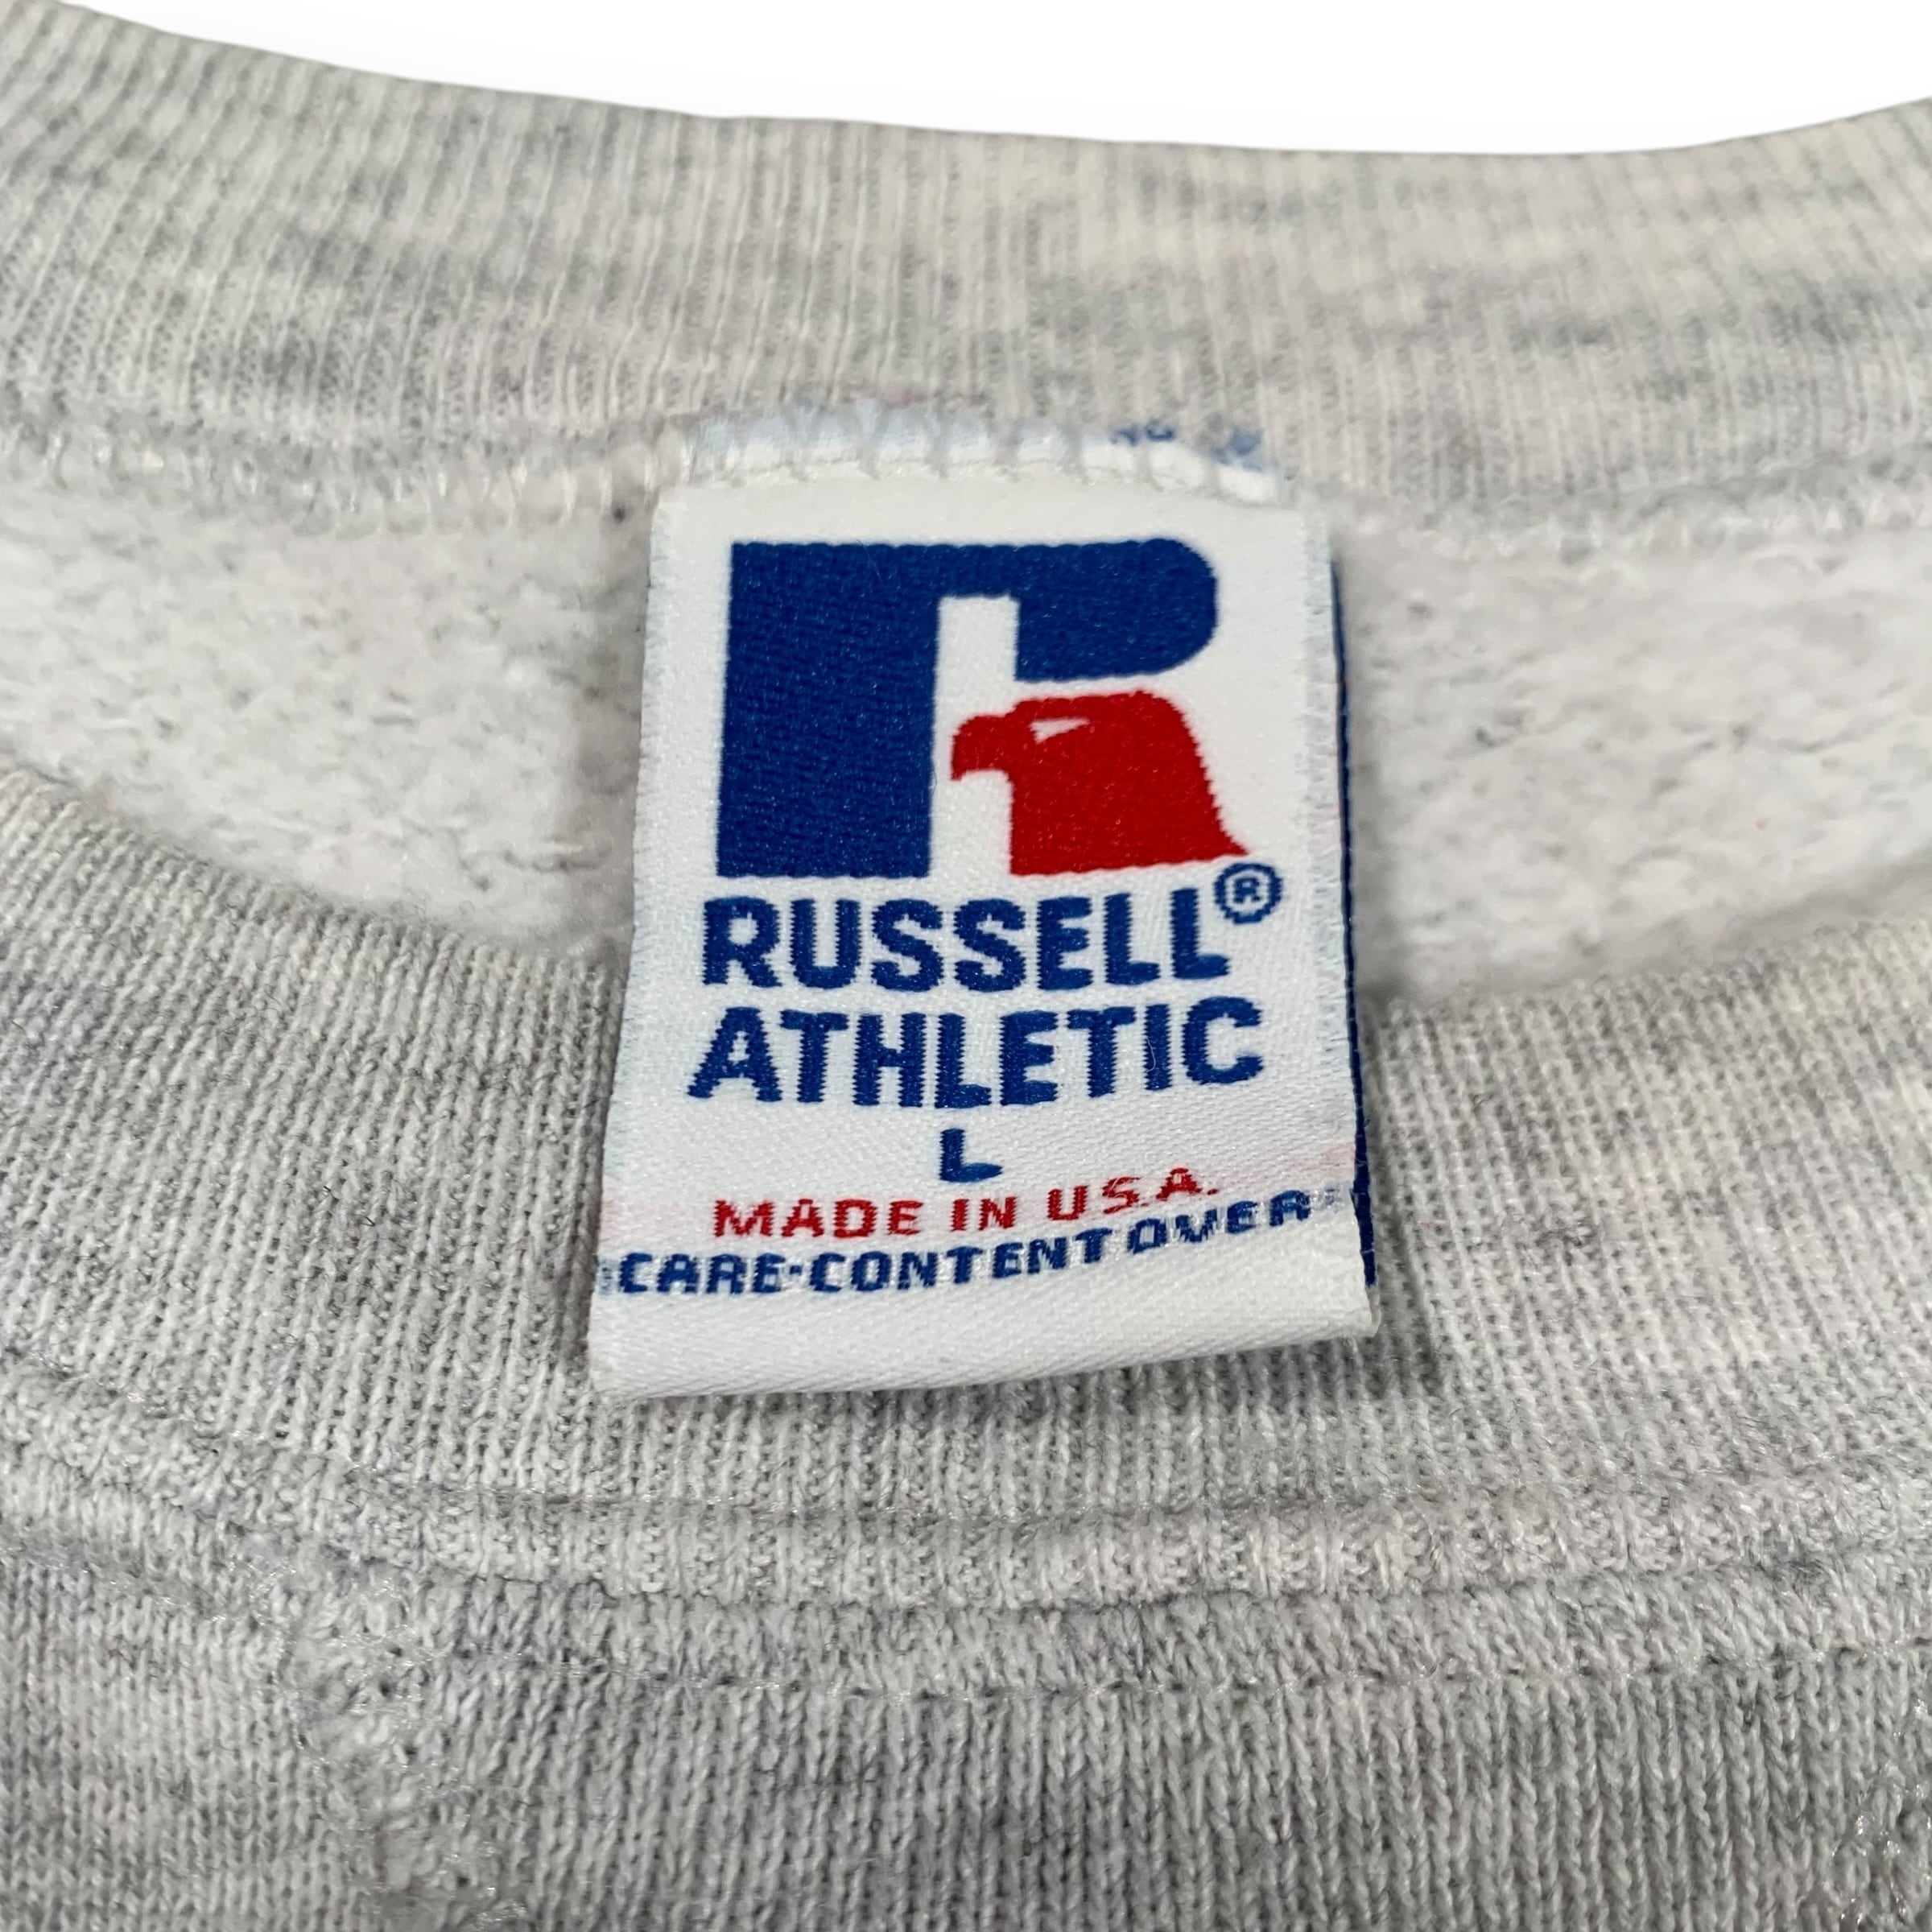 RUSSELL®
ATHLETIC
L
MADE IN U.S.A.
CARE-CONTENT OVER